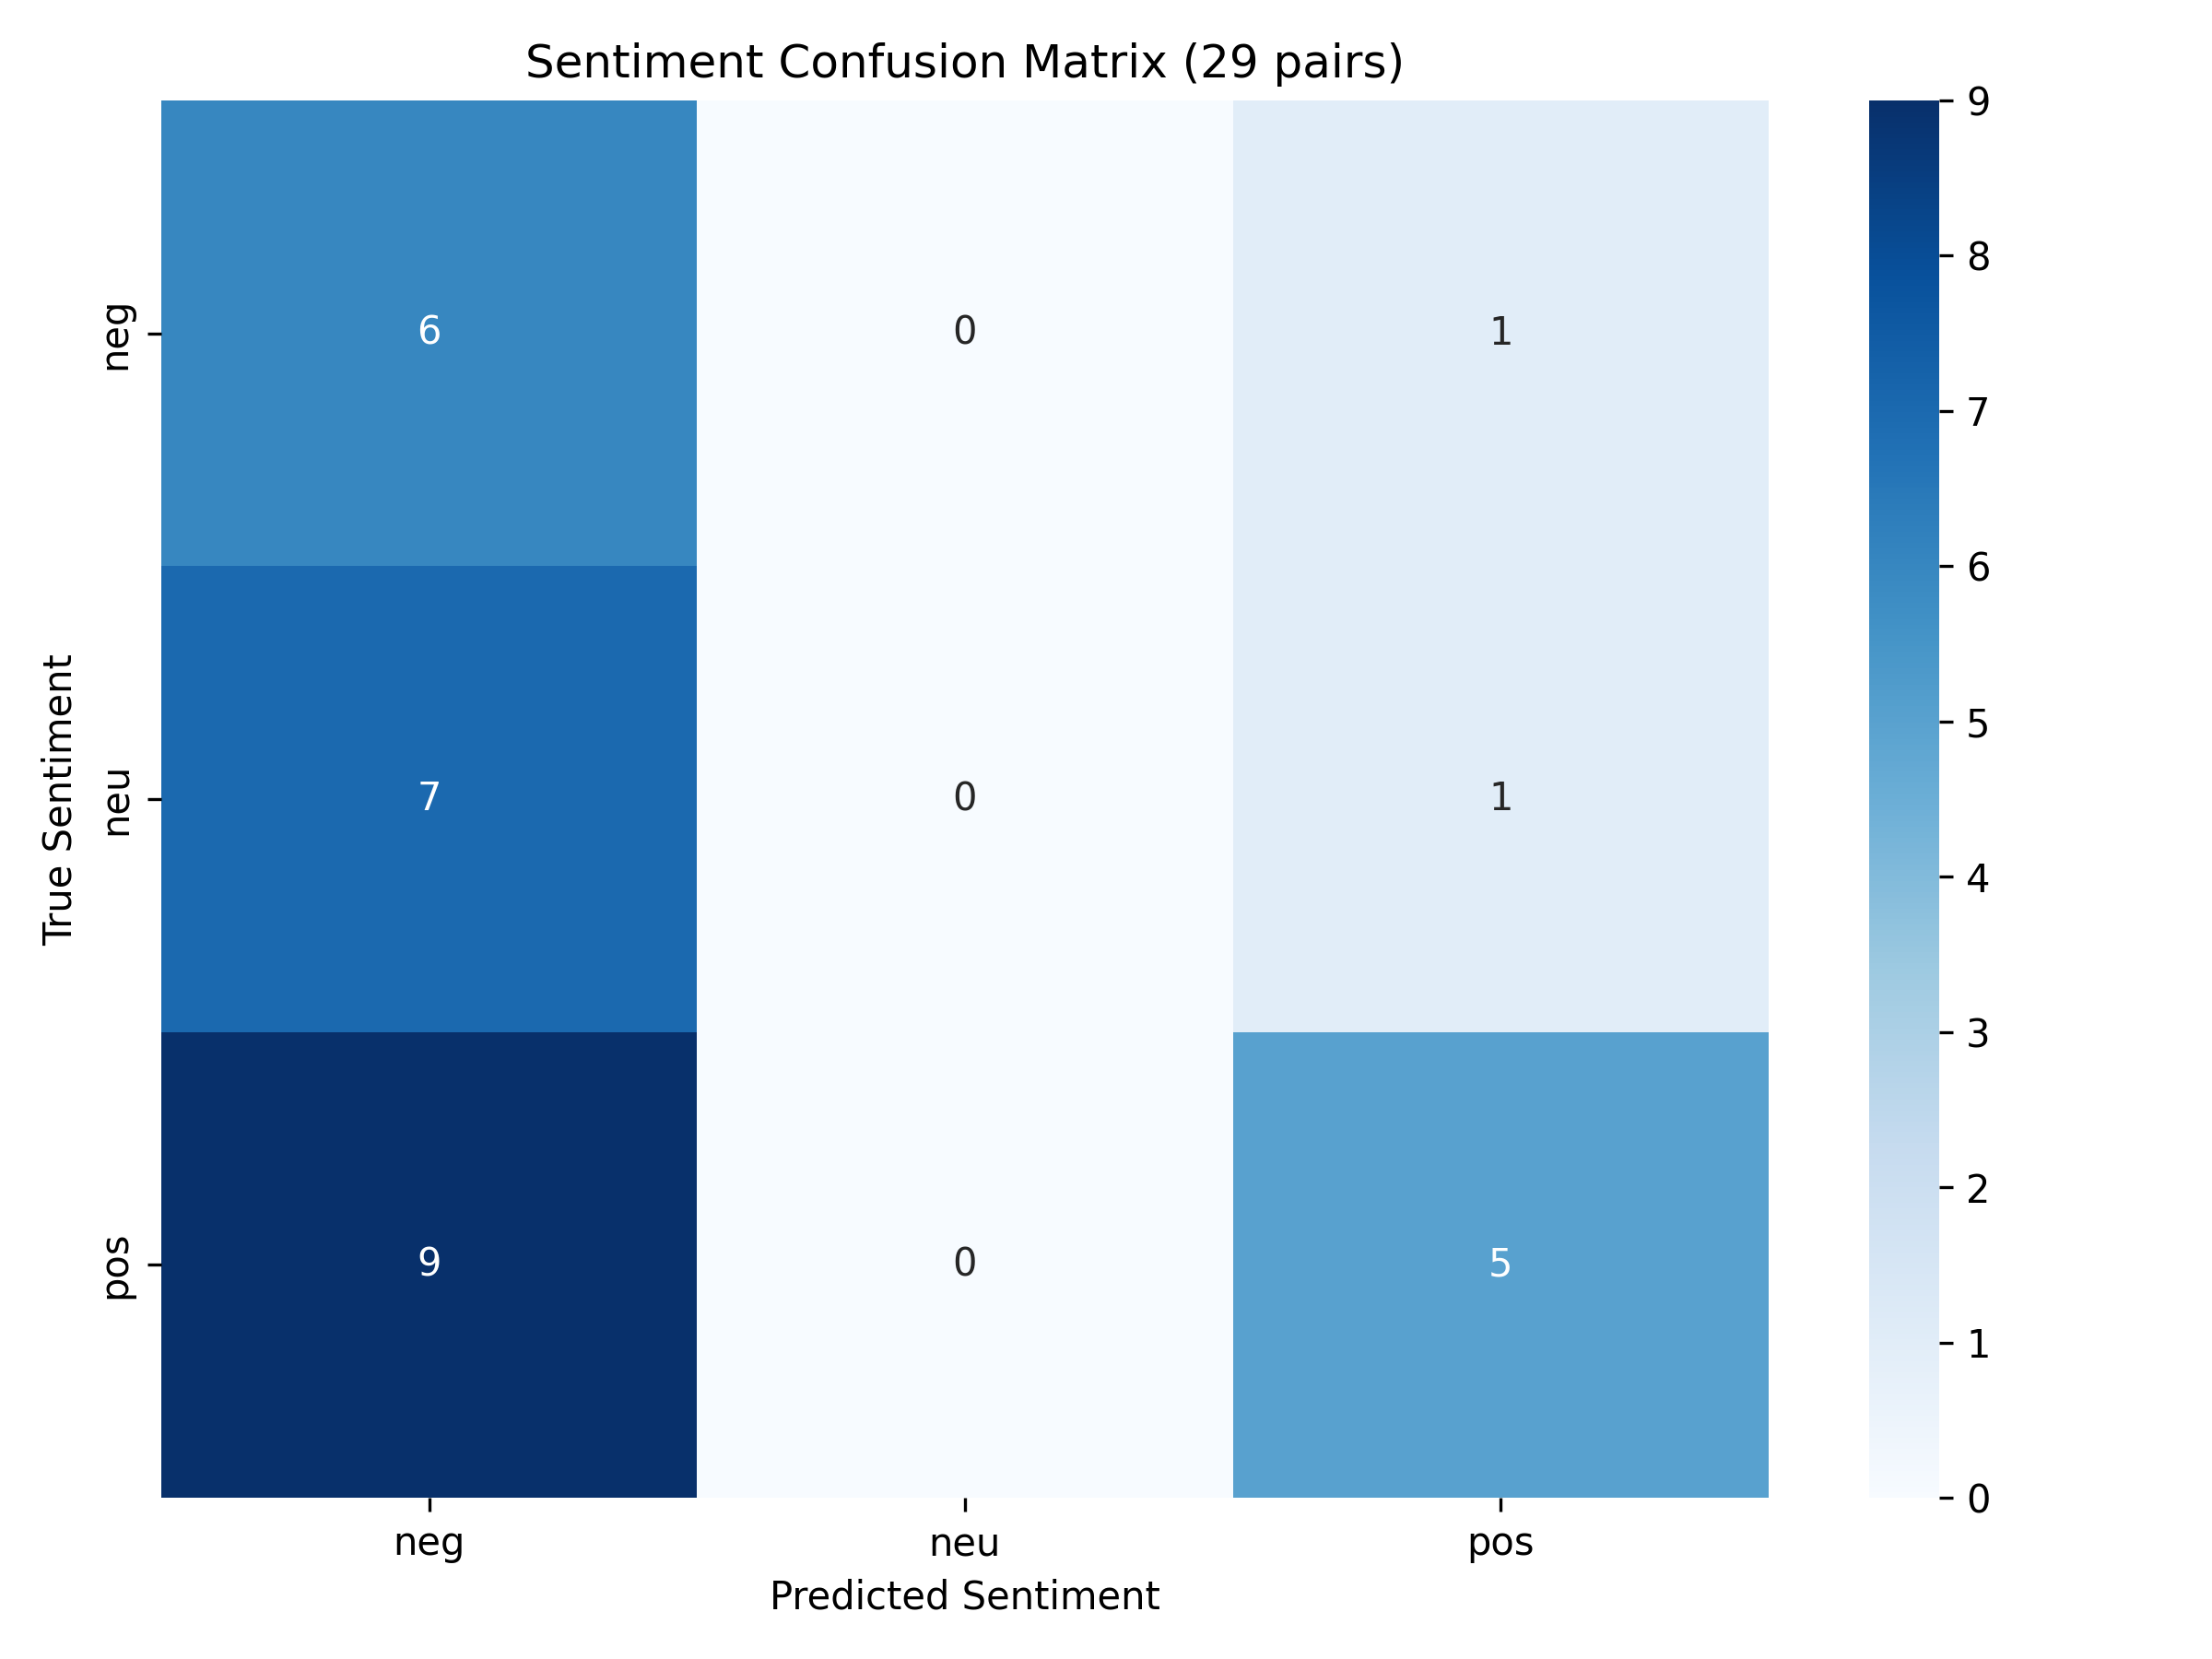 Sentiment Confusion Matrix (29 pairs)
True Sentiment
neg
6 0 1
neu
7 0 1
pos
9 0 5
neg neu pos
Predicted Sentiment
9
8
7
6
5
4
3
2
1
0